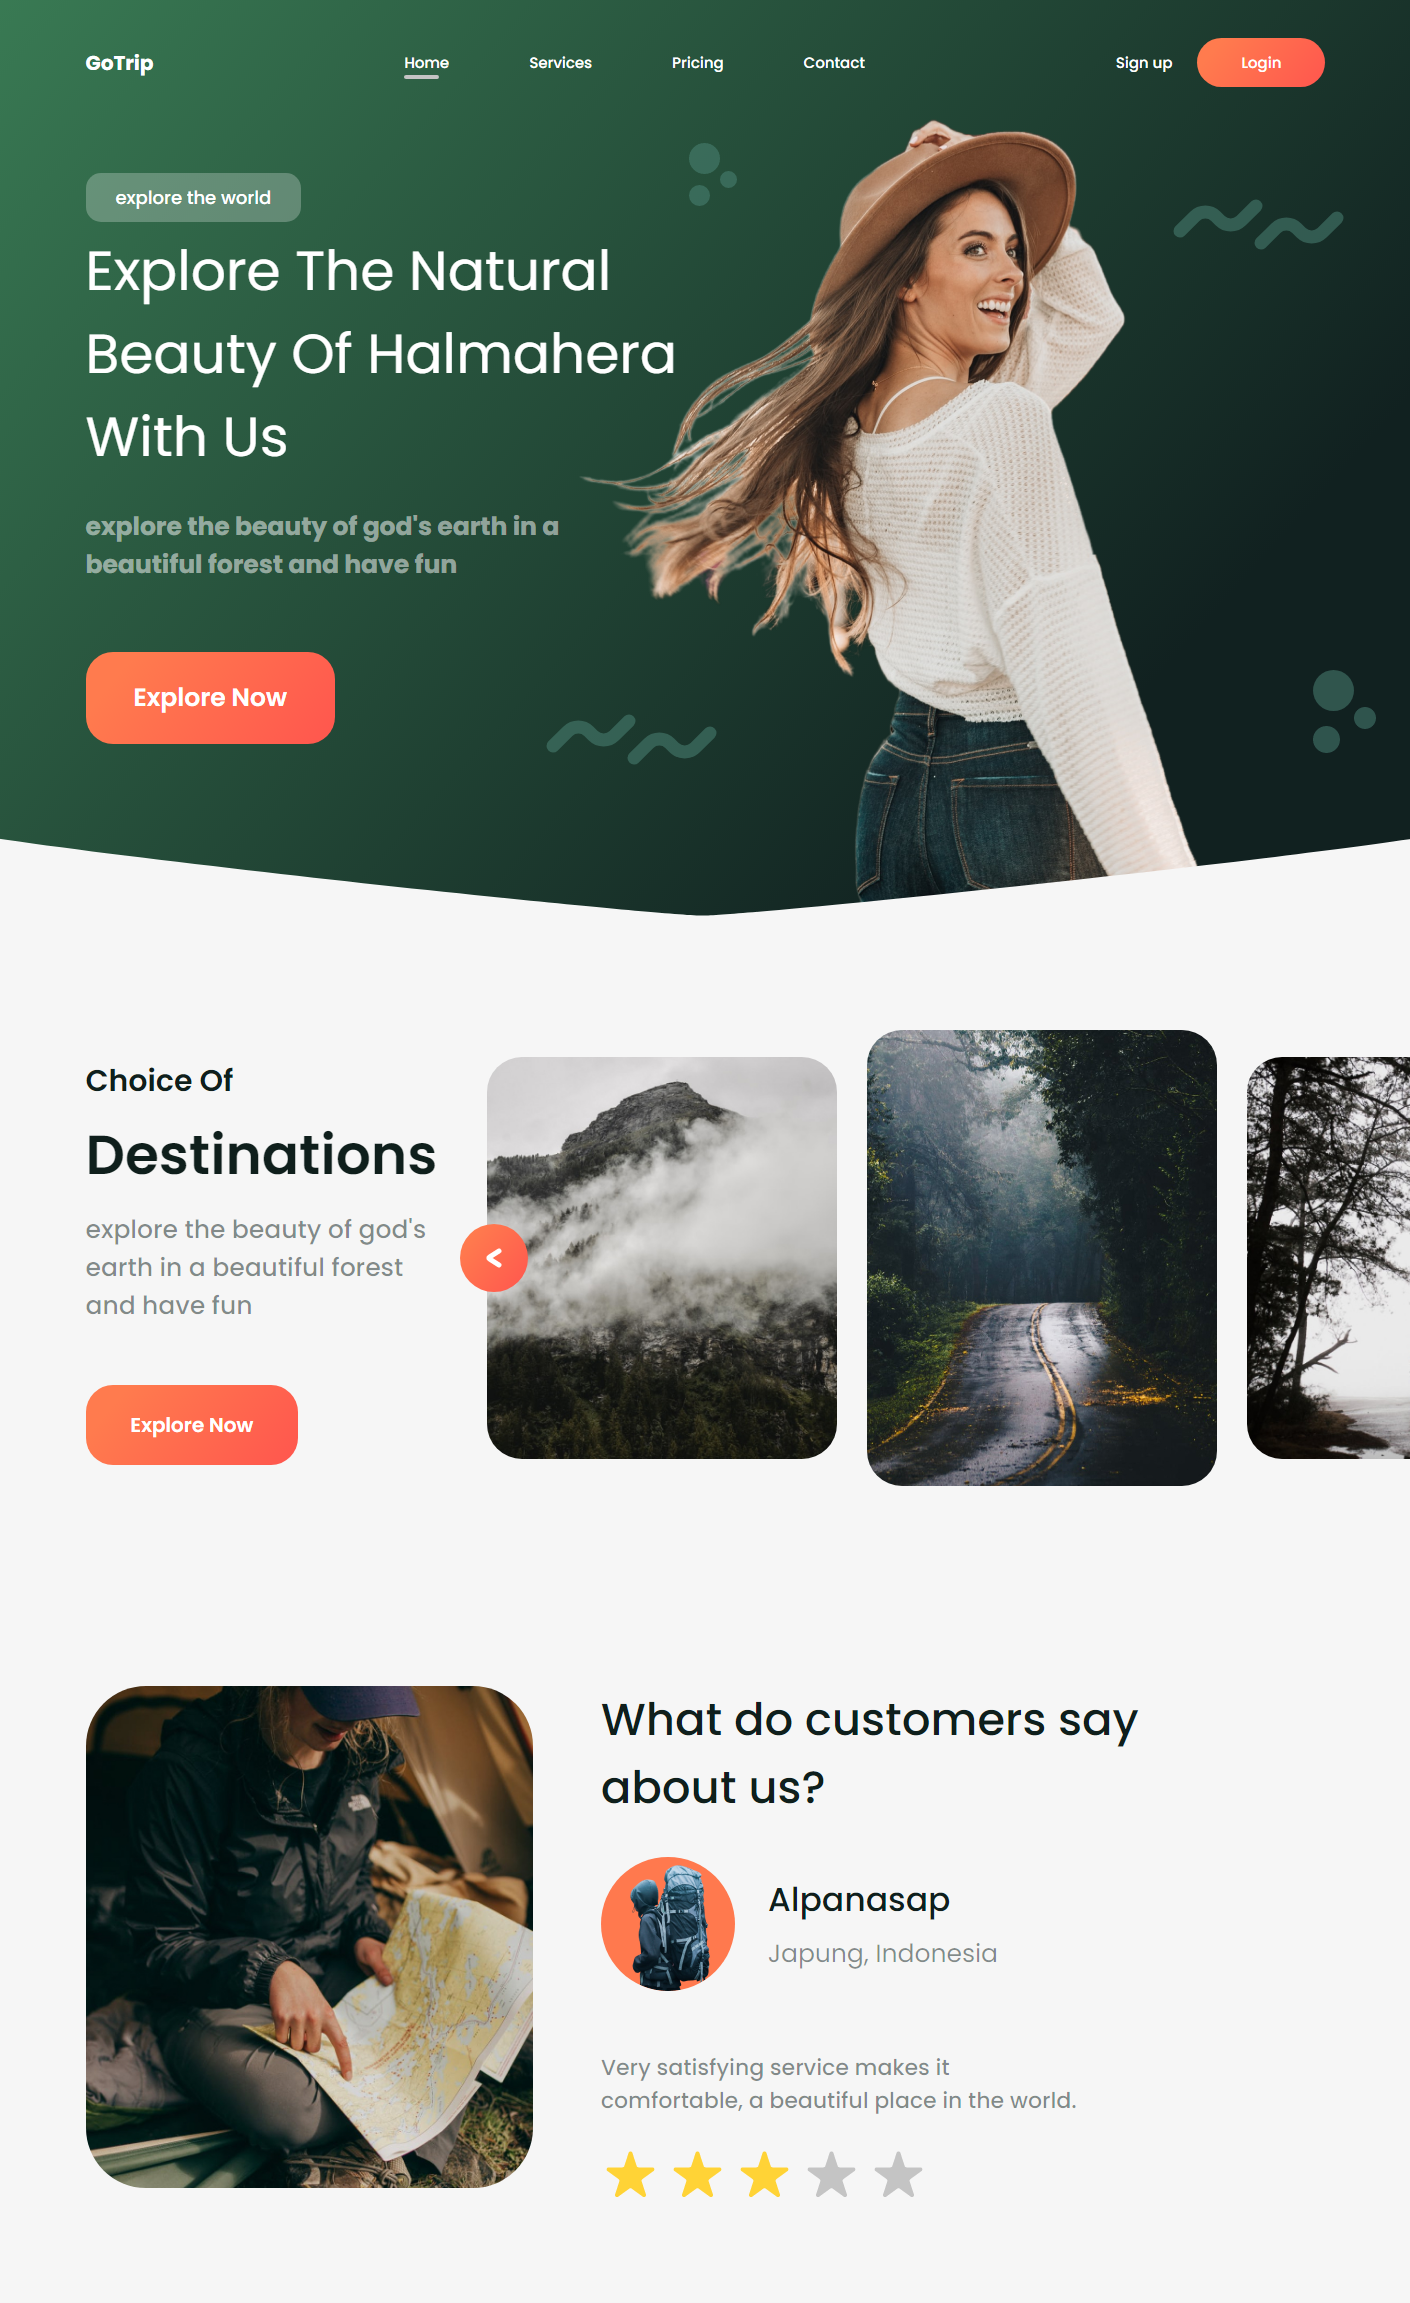 GoTrip
Home
Services
Pricing
Contact
Sign up
Login
explore the world
Explore The Natural
Beauty Of Halmahera
With Us
explore the beauty of god's earth in a
beautiful forest and have fun
Explore Now
Choice Of
Destinations
explore the beauty of god's
earth in a beautiful forest
and have fun
<
Explore Now
What do customers say
about us?
Alpanasap
Japung, Indonesia
Very satisfying service makes it
comfortable, a beautiful place in the world.